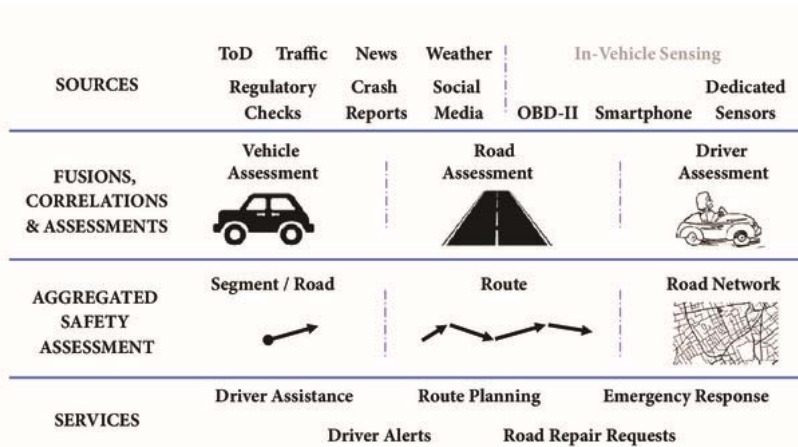 SOURCES
ToD Traffic News Weather
In-Vehicle Sensing
Regulatory Checks
Crash Reports
Social Media
OBD-II
Smartphone
Dedicated Sensors
FUSIONS,
CORRELATIONS
& ASSESSMENTS
Vehicle
Assessment
Road
Assessment
Driver
Assessment
AGGREGATED
SAFETY
ASSESSMENT
Segment / Road
Route
Road Network
SERVICES
Driver Assistance
Route Planning
Emergency Response
Driver Alerts
Road Repair Requests